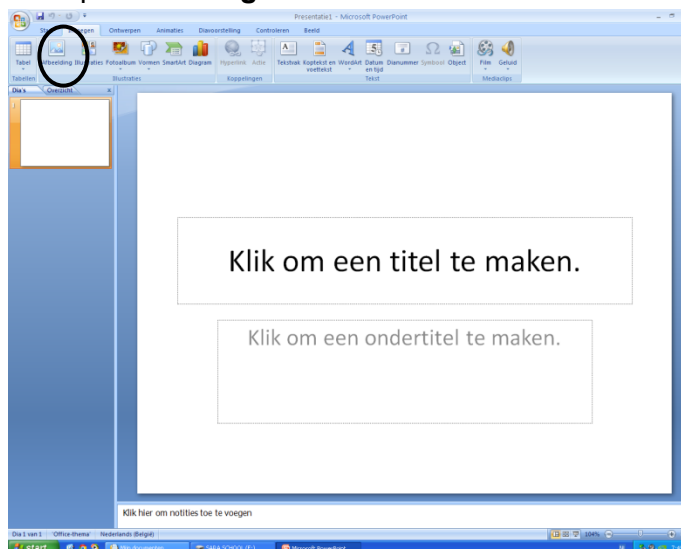 Presentatie1 - Microsoft PowerPoint
Ontwerpen Animaties Diavoorstelling Controleren Beeld
Tabel Afbeelding Illustraties Fotoalbum Vormen SmartArt Diagram Hyperlink Actie Tekstvak Koptekst en voettekst WordArt Datum en tijd Dianummer Symbool Object Film Geluid
Tabellen Illustraties Koppelingen Tekst Mediaclips
Dia's Overzicht x
1
Klik om een titel te maken.
Klik om een ondertitel te maken.
Klik hier om notities toe te voegen
Dia 1 van 1 "Office-thema" Nederlands (België) 104%
start Microsoft PowerPoint